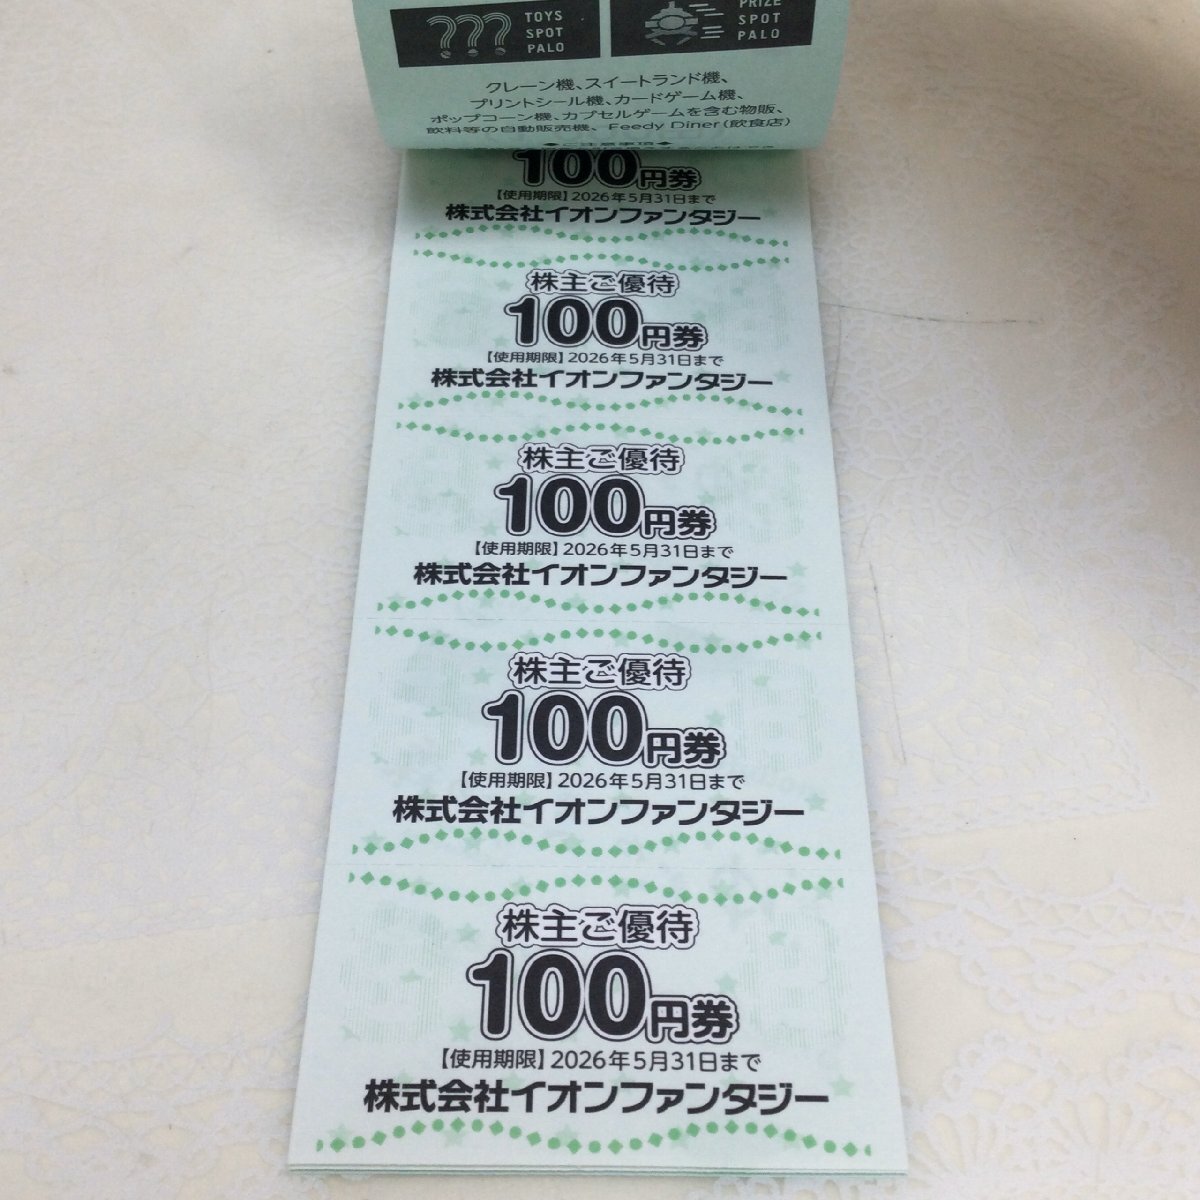 ??? TOYS
SPOT
PALO
PRIZE
SPOT
PALO
クレーン機、スイートランド機、
プリントシール機、カードゲーム機、
ポップコーン機、カプセルゲームを含む物販、
飲料等の自動販売機、Feedy Diner(飲食店)
◆ご注意事項◆
100円券
【使用期限】2026年5月31日まで
株式会社イオンファンタジー
株主ご優待
100円券
【使用期限】2026年5月31日まで
株式会社イオンファンタジー
株主ご優待
100円券
【使用期限】2026年5月31日まで
株式会社イオンファンタジー
株主ご優待
100円券
【使用期限】2026年5月31日まで
株式会社イオンファンタジー
株主ご優待
100円券
【使用期限】2026年5月31日まで
株式会社イオンファンタジー